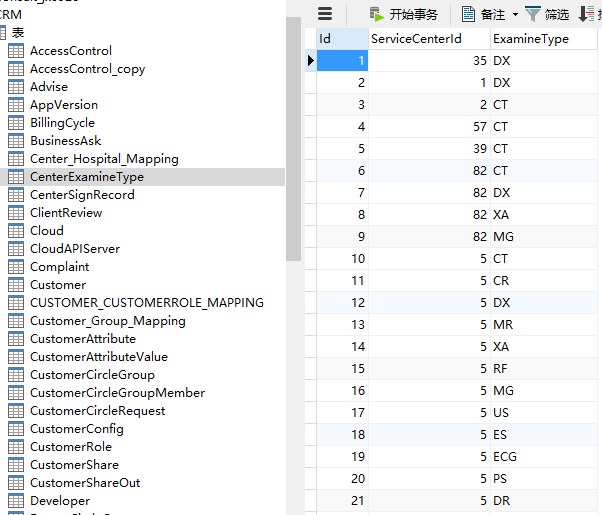 CRM
表
AccessControl
AccessControl_copy
Advise
AppVersion
BillingCycle
BusinessAsk
Center_Hospital_Mapping
CenterExamineType
CenterSignRecord
ClientReview
Cloud
CloudAPIServer
Complaint
Customer
CUSTOMER_CUSTOMERROLE_MAPPING
Customer_Group_Mapping
CustomerAttribute
CustomerAttributeValue
CustomerCircleGroup
CustomerCircleGroupMember
CustomerCircleRequest
CustomerConfig
CustomerRole
CustomerShare
CustomerShareOut
Developer
开始事务 备注 筛选
Id ServiceCenterId ExamineType
1 35 DX
2 1 DX
3 2 CT
4 57 CT
5 39 CT
6 82 CT
7 82 DX
8 82 XA
9 82 MG
10 5 CT
11 5 CR
12 5 DX
13 5 MR
14 5 XA
15 5 RF
16 5 MG
17 5 US
18 5 ES
19 5 ECG
20 5 PS
21 5 DR